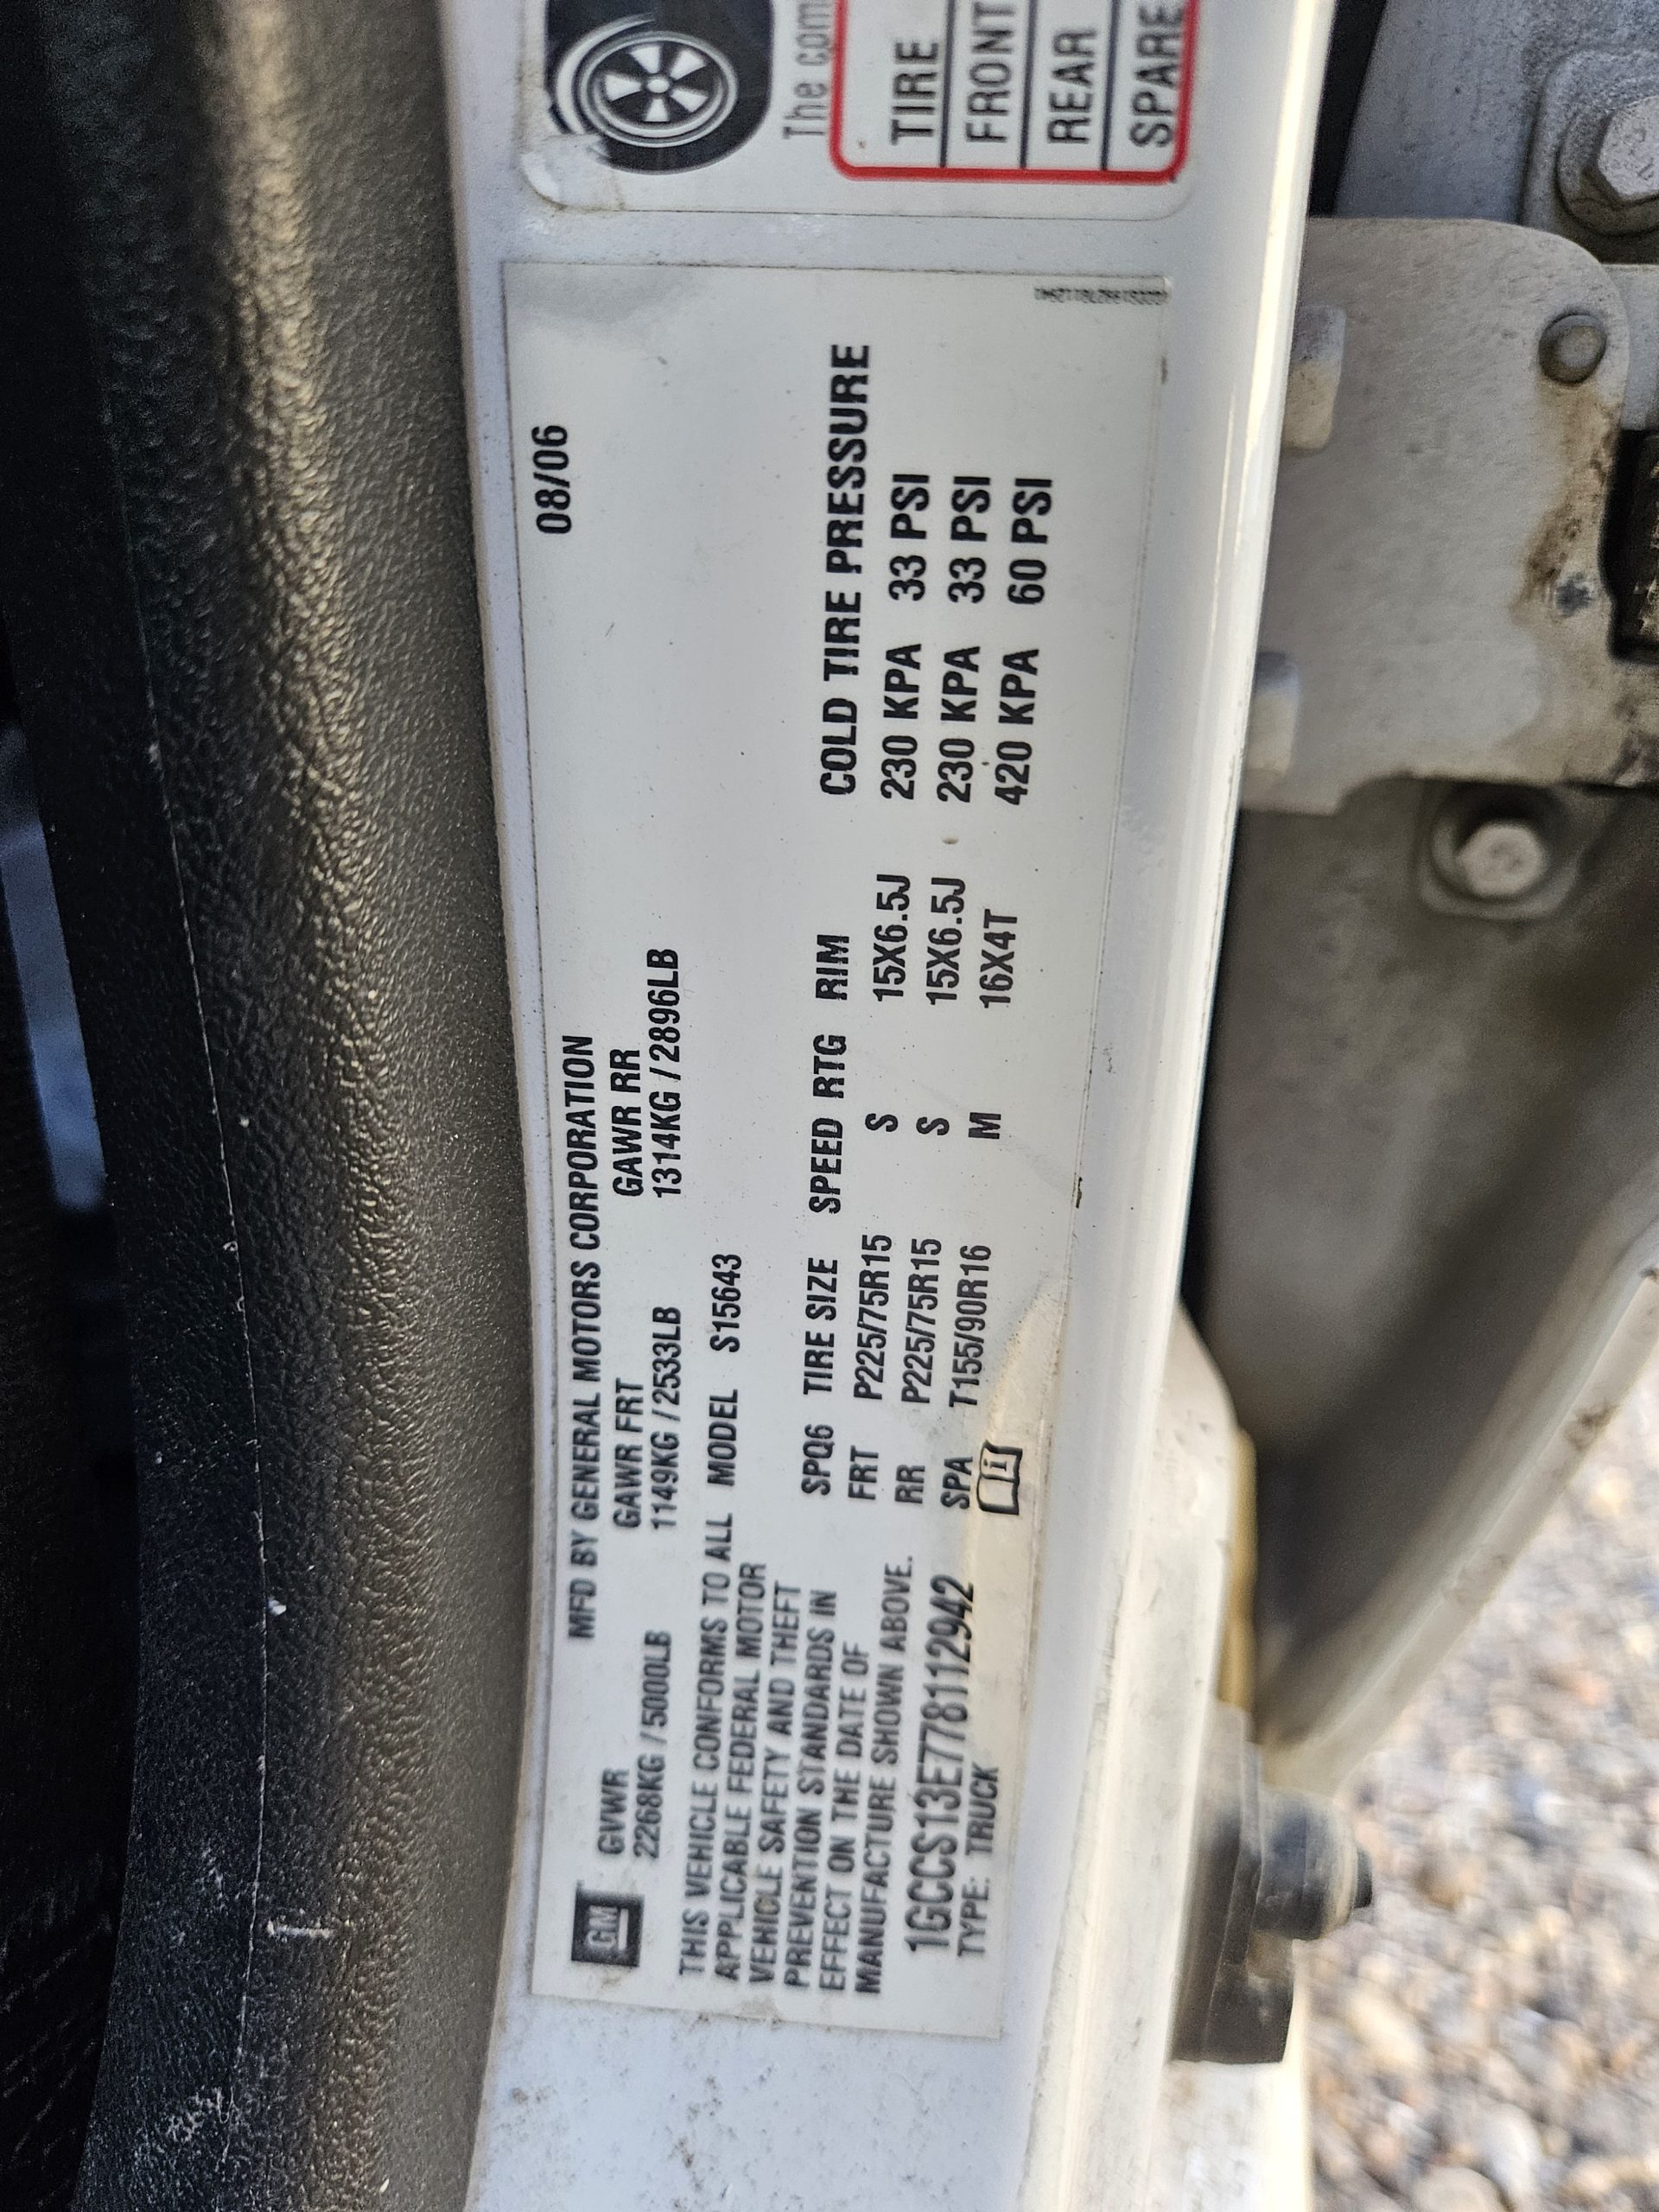 08/06
MFD BY GENERAL MOTORS CORPORATION
GM
GVWR GAWR FRT GAWR RR
2268KG / 5000LB 1149KG / 2533LB 1314KG / 2896LB
THIS VEHICLE CONFORMS TO ALL
APPLICABLE FEDERAL MOTOR
VEHICLE SAFETY AND THEFT
PREVENTION STANDARDS IN
EFFECT ON THE DATE OF
MANUFACTURE SHOWN ABOVE.
1GCCS13E778112942
TYPE: TRUCK
MODEL S15643
SPQ6 TIRE SIZE SPEED RTG RIM COLD TIRE PRESSURE
FRT P225/75R15 S 15X6.5J 230 KPA 33 PSI
RR P225/75R15 S 15X6.5J 230 KPA 33 PSI
SPA T155/90R16 M 16X4T 420 KPA 60 PSI
i
The com
TIRE
FRONT
REAR
SPARE